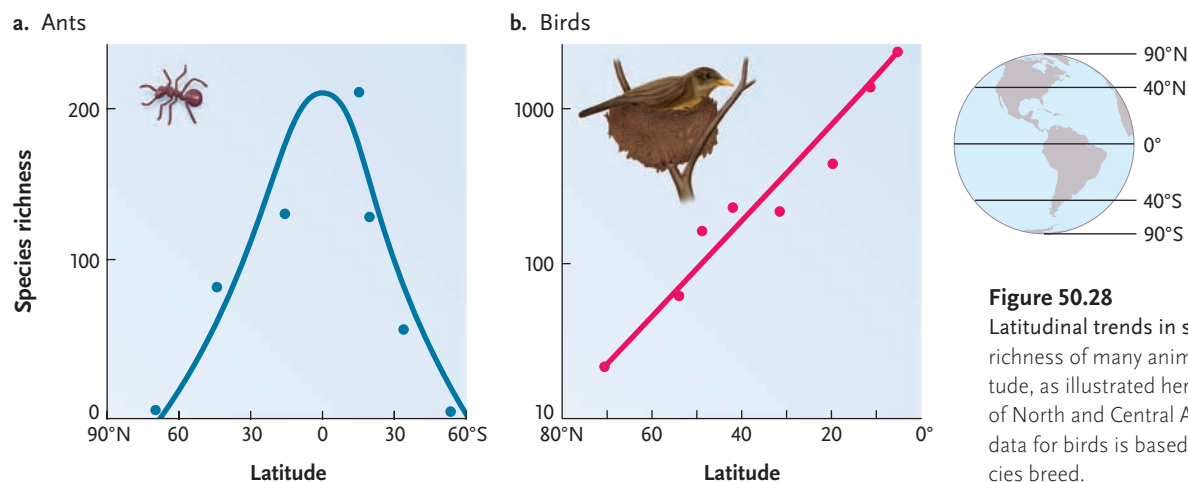 a. Ants
Species richness
200
100
0
90°N 60 30 0 30 60°S
Latitude
b. Birds
1000
100
10
80°N 60 40 20 0°
Latitude
90°N
40°N
0°
40°S
90°S
Figure 50.28
Latitudinal trends in s
richness of many anim
tude, as illustrated her
of North and Central A
data for birds is based
cies breed.